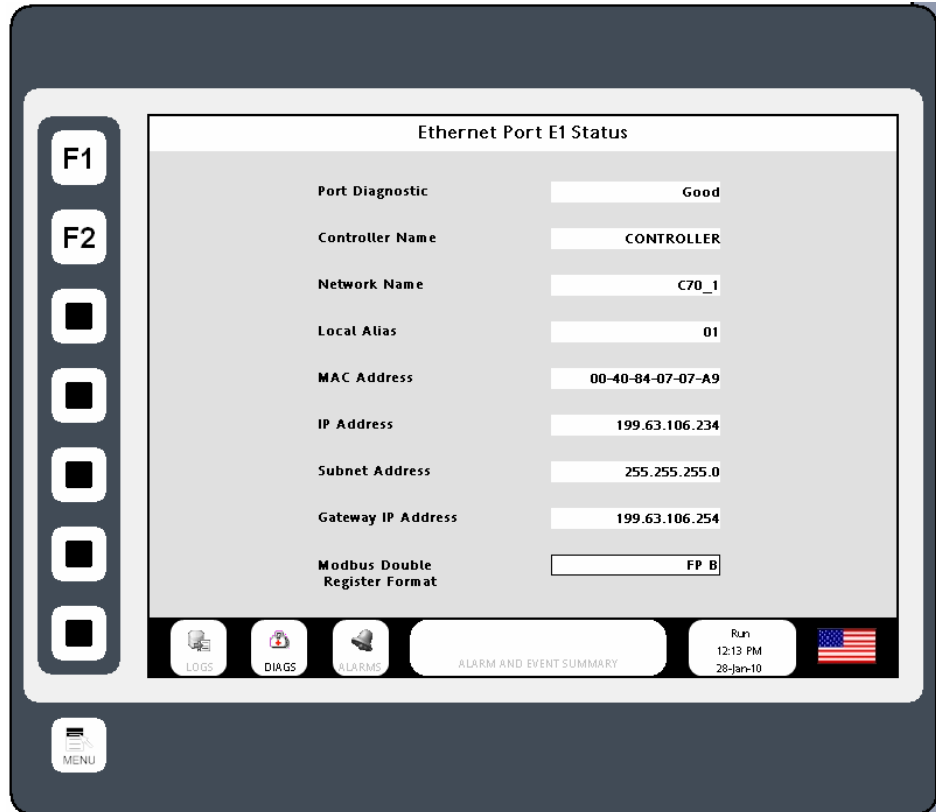 Ethernet Port E1 Status
F1
Port Diagnostic Good
F2
Controller Name CONTROLLER
Network Name C70_1
Local Alias 01
MAC Address 00-40-84-07-07-A9
IP Address 199.63.106.234
Subnet Address 255.255.255.0
Gateway IP Address 199.63.106.254
Modbus Double
Register Format FP B
LOGS
DIAGS
ALARMS
ALARM AND EVENT SUMMARY
Run
12:13 PM
28-Jan-10
MENU